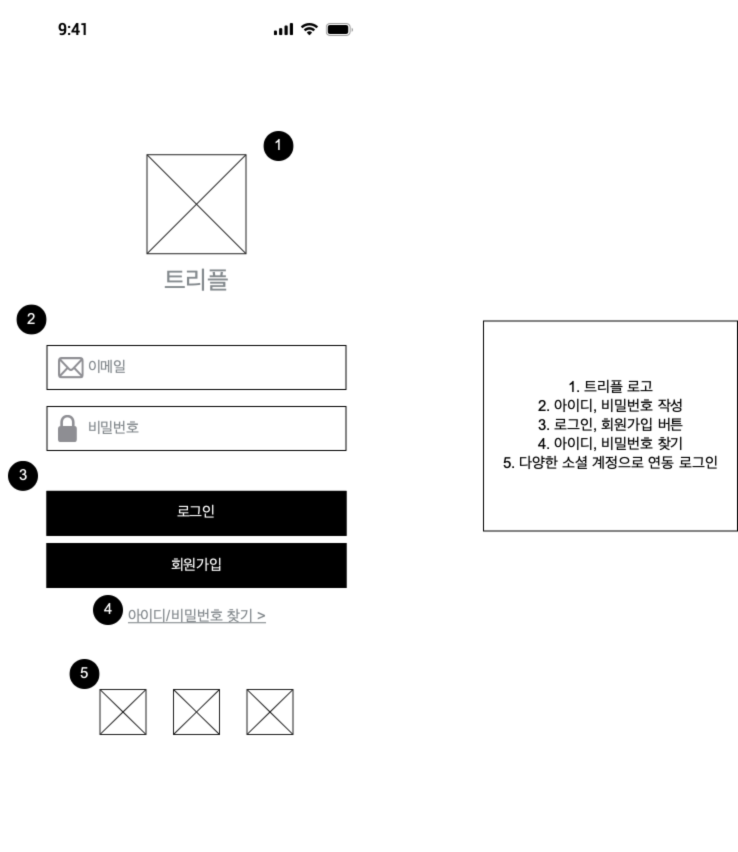 9:41
1
트리플
2
이메일
비밀번호
3
로그인
회원가입
4
아이디/비밀번호 찾기 >
5
1. 트리플 로고
2. 아이디, 비밀번호 작성
3. 로그인, 회원가입 버튼
4. 아이디, 비밀번호 찾기
5. 다양한 소셜 계정으로 연동 로그인